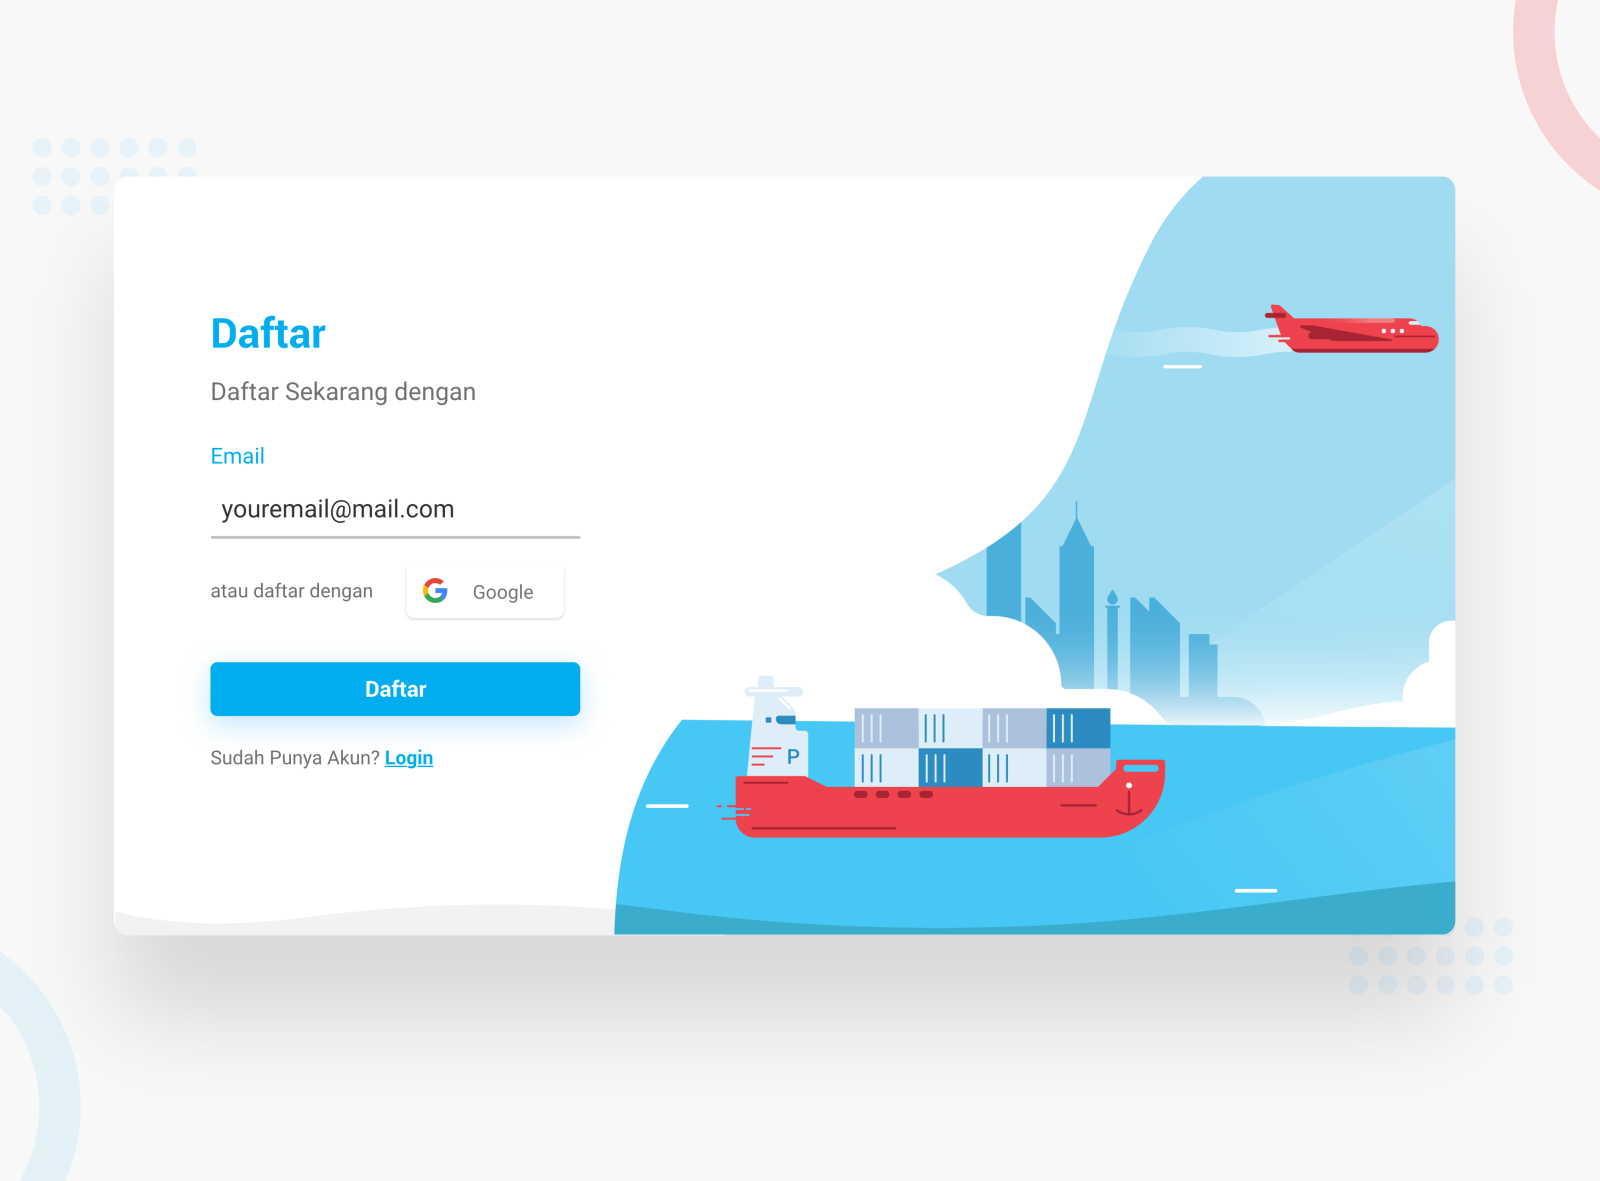 Daftar
Daftar Sekarang dengan
Email
youremail@mail.com
atau daftar dengan Google
Daftar
Sudah Punya Akun? Login
P